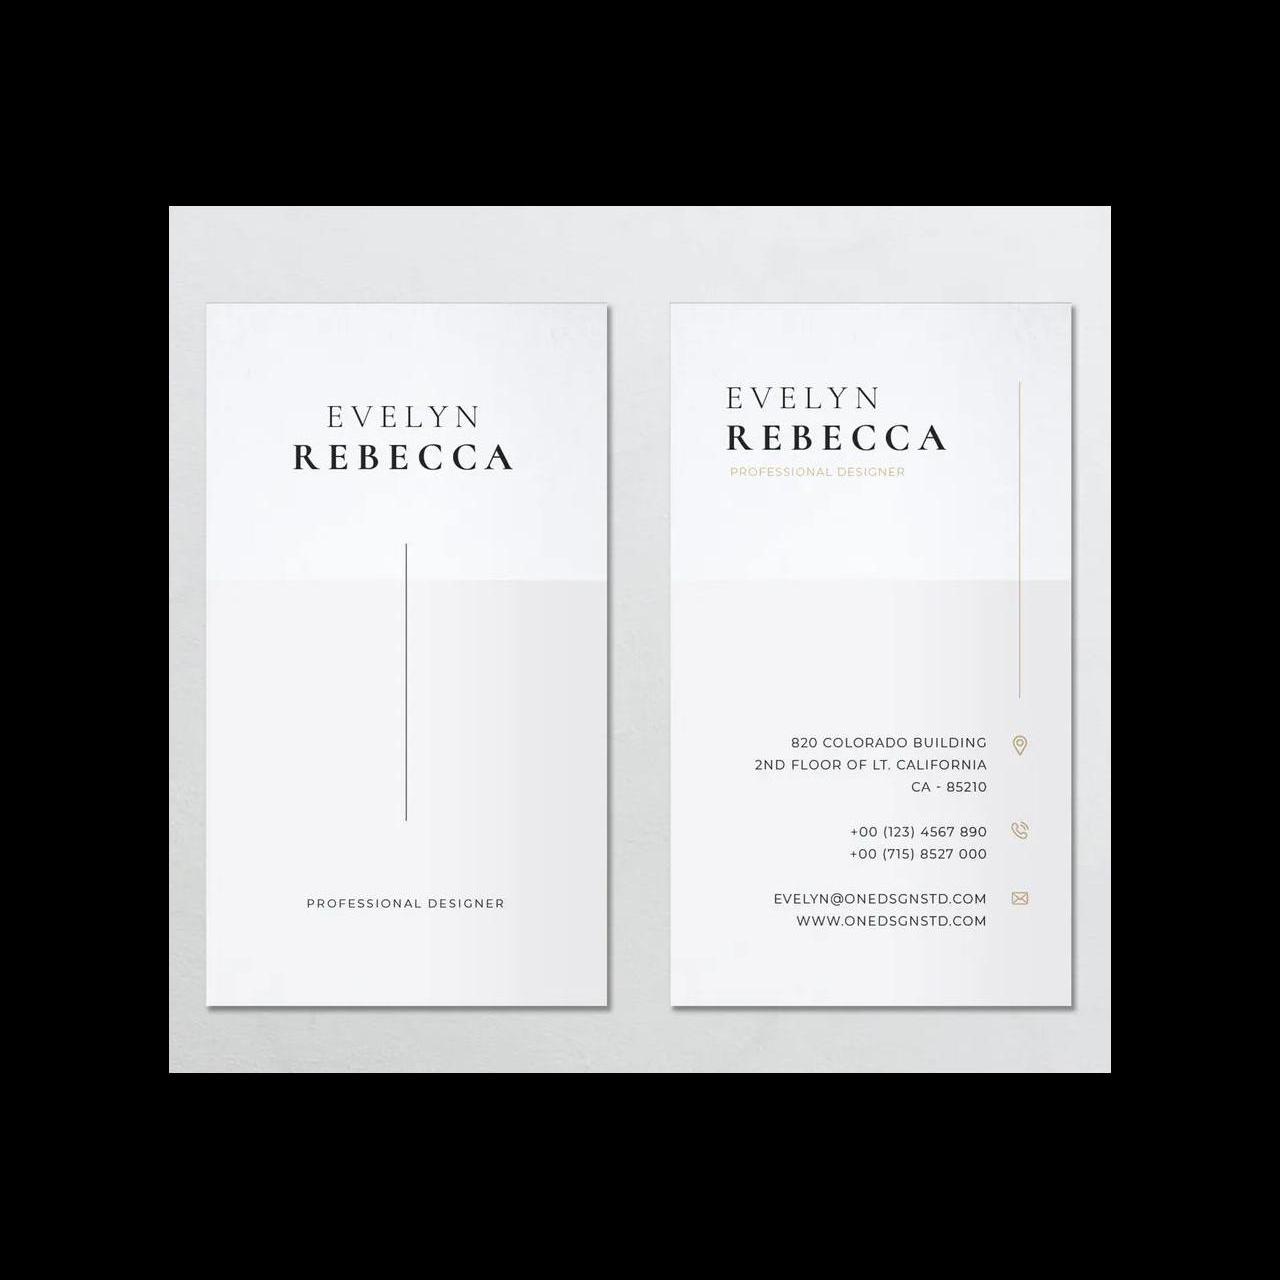 EVELYN
REBECCA
PROFESSIONAL DESIGNER
EVELYN
REBECCA
PROFESSIONAL DESIGNER
820 COLORADO BUILDING
2ND FLOOR OF LT. CALIFORNIA
CA - 85210
+00 (123) 4567 890
+00 (715) 8527 000
EVELYN@ONEDSGNSTD.COM
WWW.ONEDSGNSTD.COM